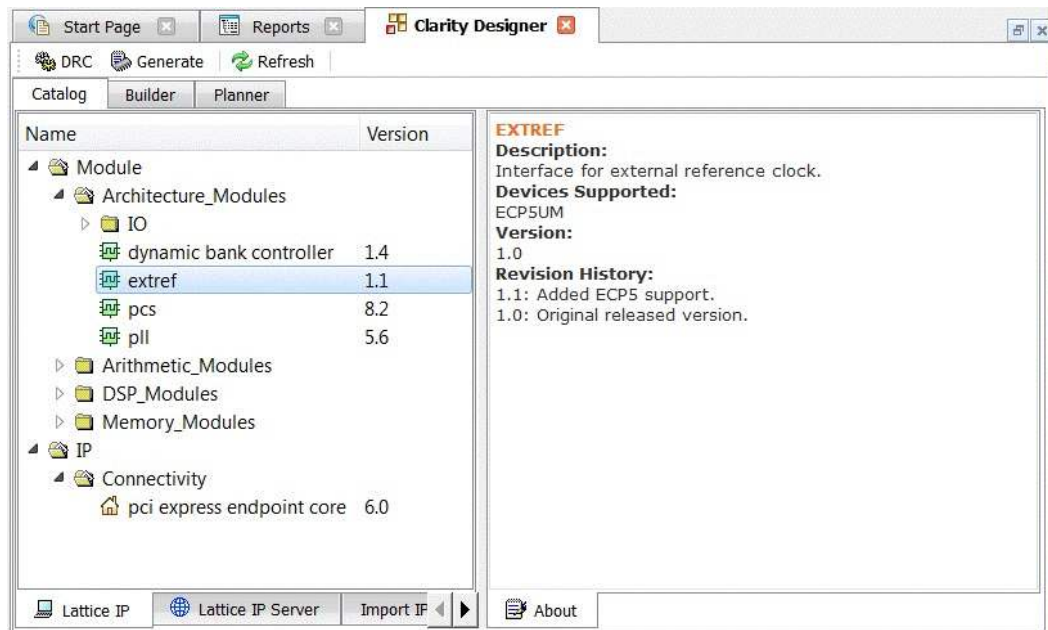 Start Page Reports Clarity Designer
DRC Generate Refresh
Catalog Builder Planner
Name Version
Module
Architecture_Modules
IO
dynamic bank controller 1.4
extref 1.1
pcs 8.2
pll 5.6
Arithmetic_Modules
DSP_Modules
Memory_Modules
IP
Connectivity
pci express endpoint core 6.0
Lattice IP Lattice IP Server Import IP
EXTREF
Description:
Interface for external reference clock.
Devices Supported:
ECP5UM
Version:
1.0
Revision History:
1.1: Added ECP5 support.
1.0: Original released version.
About